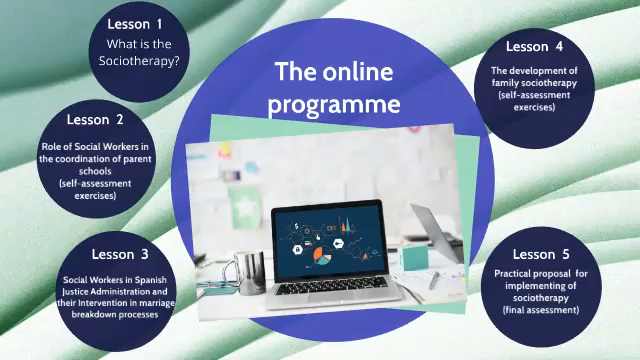 The online
programme
Lesson 1
What is the
Sociotherapy?
Lesson 2
Role of Social Workers in
the coordination of parent
schools
(self-assessment
exercises)
Lesson 3
Social Workers in Spanish
Justice Administration and
their Intervention in marriage
breakdown processes
Lesson 4
The development of
family sociotherapy
(self-assessment
exercises)
Lesson 5
Practical proposal for
implementing of
sociotherapy
(final assessment)